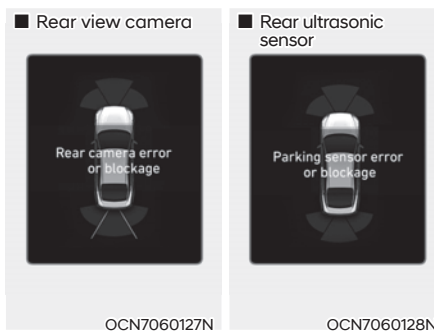 ■ Rear view camera
Rear camera error
or blockage
OCN7060127N
■ Rear ultrasonic
sensor
Parking sensor error
or blockage
OCN7060128N